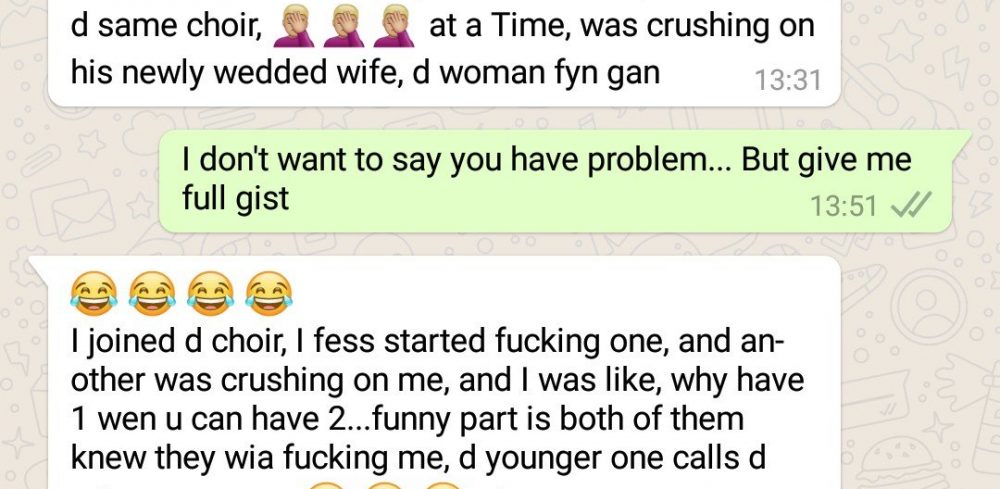 d same choir, 🤦🏼🤦🏼🤦🏼 at a Time, was crushing on
his newly wedded wife, d woman fyn gan
13:31
I don't want to say you have problem... But give me
full gist
13:51
😂😂😂😂
I joined d choir, I fess started fucking one, and an-
other was crushing on me, and I was like, why have
1 wen u can have 2...funny part is both of them
knew they wia fucking me, d younger one calls d